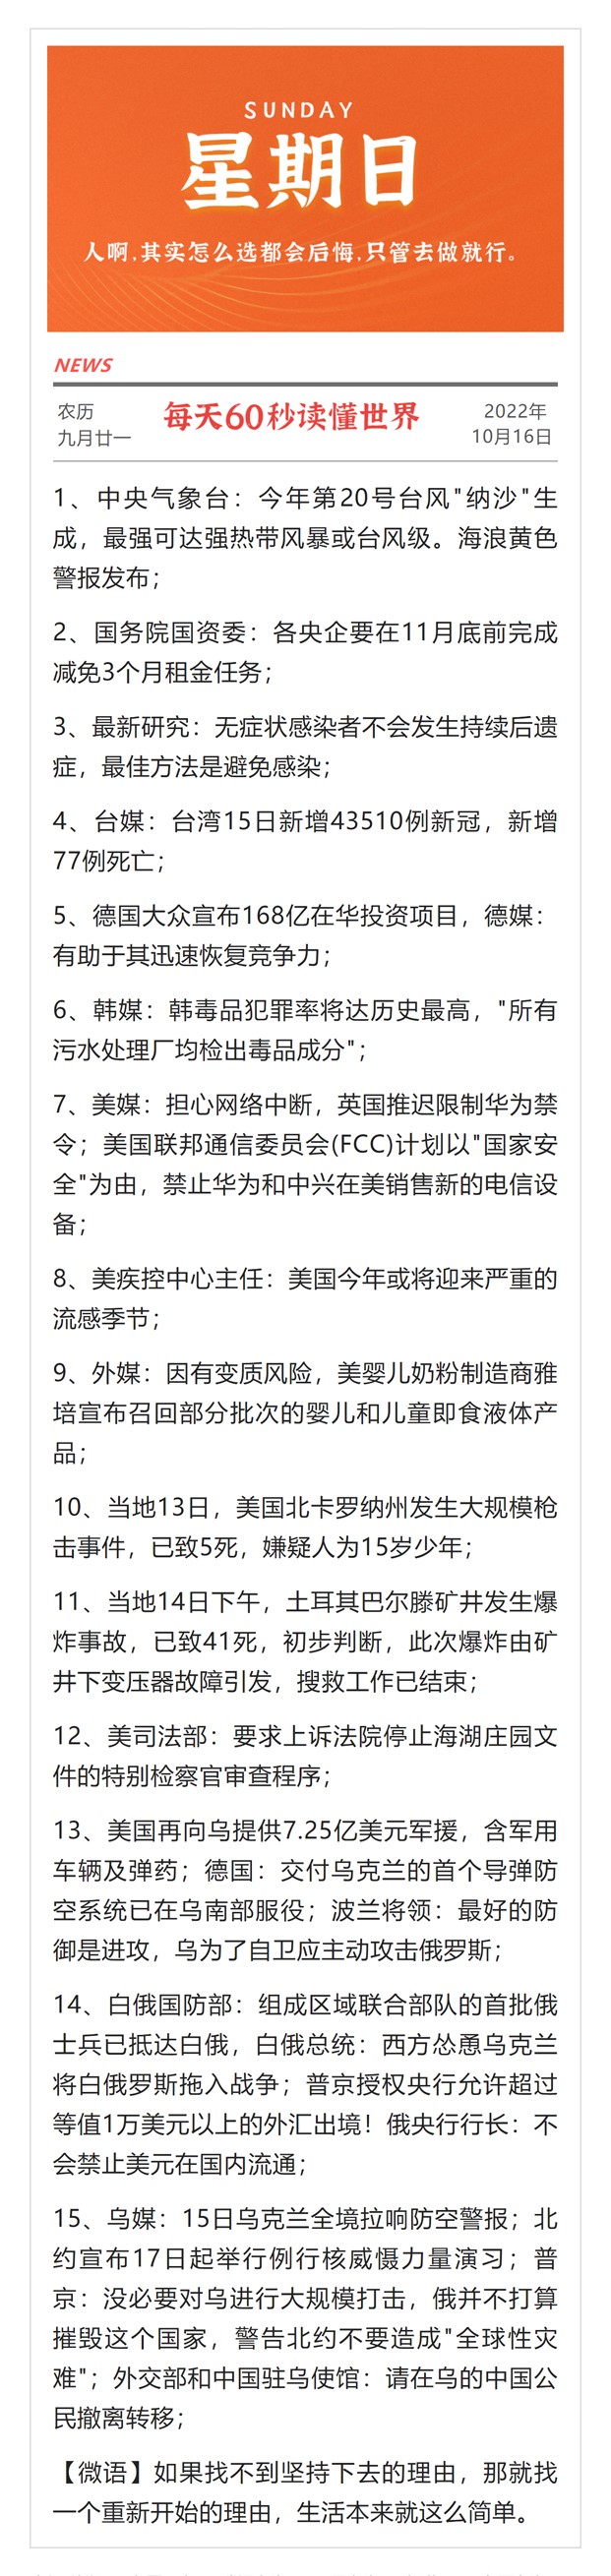 SUNDAY
星期日
人啊,其实怎么选都会后悔,只管去做就行。
NEWS
农历
九月廿一
每天60秒读懂世界
2022年
10月16日
1、中央气象台：今年第20号台风"纳沙"生
成，最强可达强热带风暴或台风级。海浪黄色
警报发布；
2、国务院国资委：各央企要在11月底前完成
减免3个月租金任务；
3、最新研究：无症状感染者不会发生持续后遗
症，最佳方法是避免感染；
4、台媒：台湾15日新增43510例新冠，新增
77例死亡；
5、德国大众宣布168亿在华投资项目，德媒：
有助于其迅速恢复竞争力；
6、韩媒：韩毒品犯罪率将达历史最高，"所有
污水处理厂均检出毒品成分"；
7、美媒：担心网络中断，英国推迟限制华为禁
令；美国联邦通信委员会(FCC)计划以"国家安
全"为由，禁止华为和中兴在美销售新的电信设
备；
8、美疾控中心主任：美国今年或将迎来严重的
流感季节；
9、外媒：因有变质风险，美婴儿奶粉制造商雅
培宣布召回部分批次的婴儿和儿童即食液体产
品；
10、当地13日，美国北卡罗纳州发生大规模枪
击事件，已致5死，嫌疑人为15岁少年；
11、当地14日下午，土耳其巴尔滕矿井发生爆
炸事故，已致41死，初步判断，此次爆炸由矿
井下变压器故障引发，搜救工作已结束；
12、美司法部：要求上诉法院停止海湖庄园文
件的特别检察官审查程序；
13、美国再向乌提供7.25亿美元军援，含军用
车辆及弹药；德国：交付乌克兰的首个导弹防
空系统已在乌南部服役；波兰将领：最好的防
御是进攻，乌为了自卫应主动攻击俄罗斯；
14、白俄国防部：组成区域联合部队的首批俄
士兵已抵达白俄，白俄总统：西方怂恿乌克兰
将白俄罗斯拖入战争；普京授权央行允许超过
等值1万美元以上的外汇出境！俄央行行长：不
会禁止美元在国内流通；
15、乌媒：15日乌克兰全境拉响防空警报；北
约宣布17日起举行例行核威慑力量演习；普
京：没必要对乌进行大规模打击，俄并不打算
摧毁这个国家，警告北约不要造成"全球性灾
难"；外交部和中国驻乌使馆：请在乌的中国公
民撤离转移；
【微语】如果找不到坚持下去的理由，那就找
一个重新开始的理由，生活本来就这么简单。